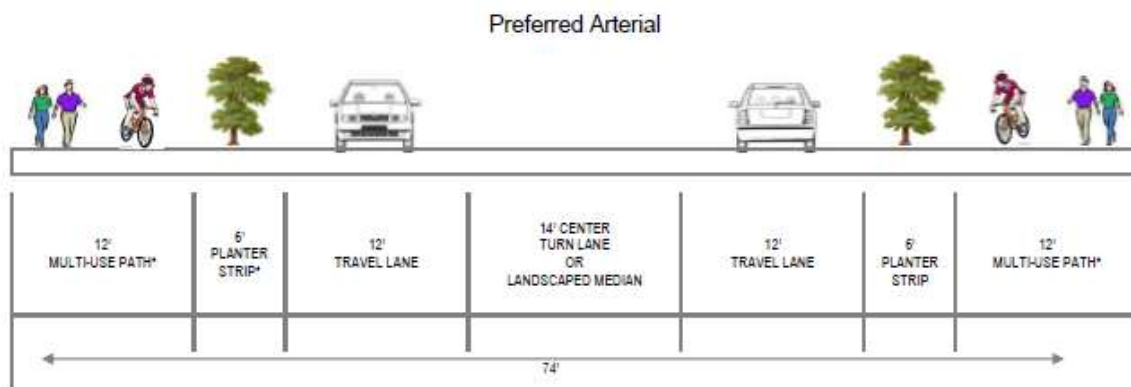 Preferred Arterial
12'
MULTI-USE PATH*
6'
PLANTER
STRIP*
12'
TRAVEL LANE
14' CENTER
TURN LANE
OR
LANDSCAPED MEDIAN
12'
TRAVEL LANE
6'
PLANTER
STRIP
12'
MULTI-USE PATH*
74'